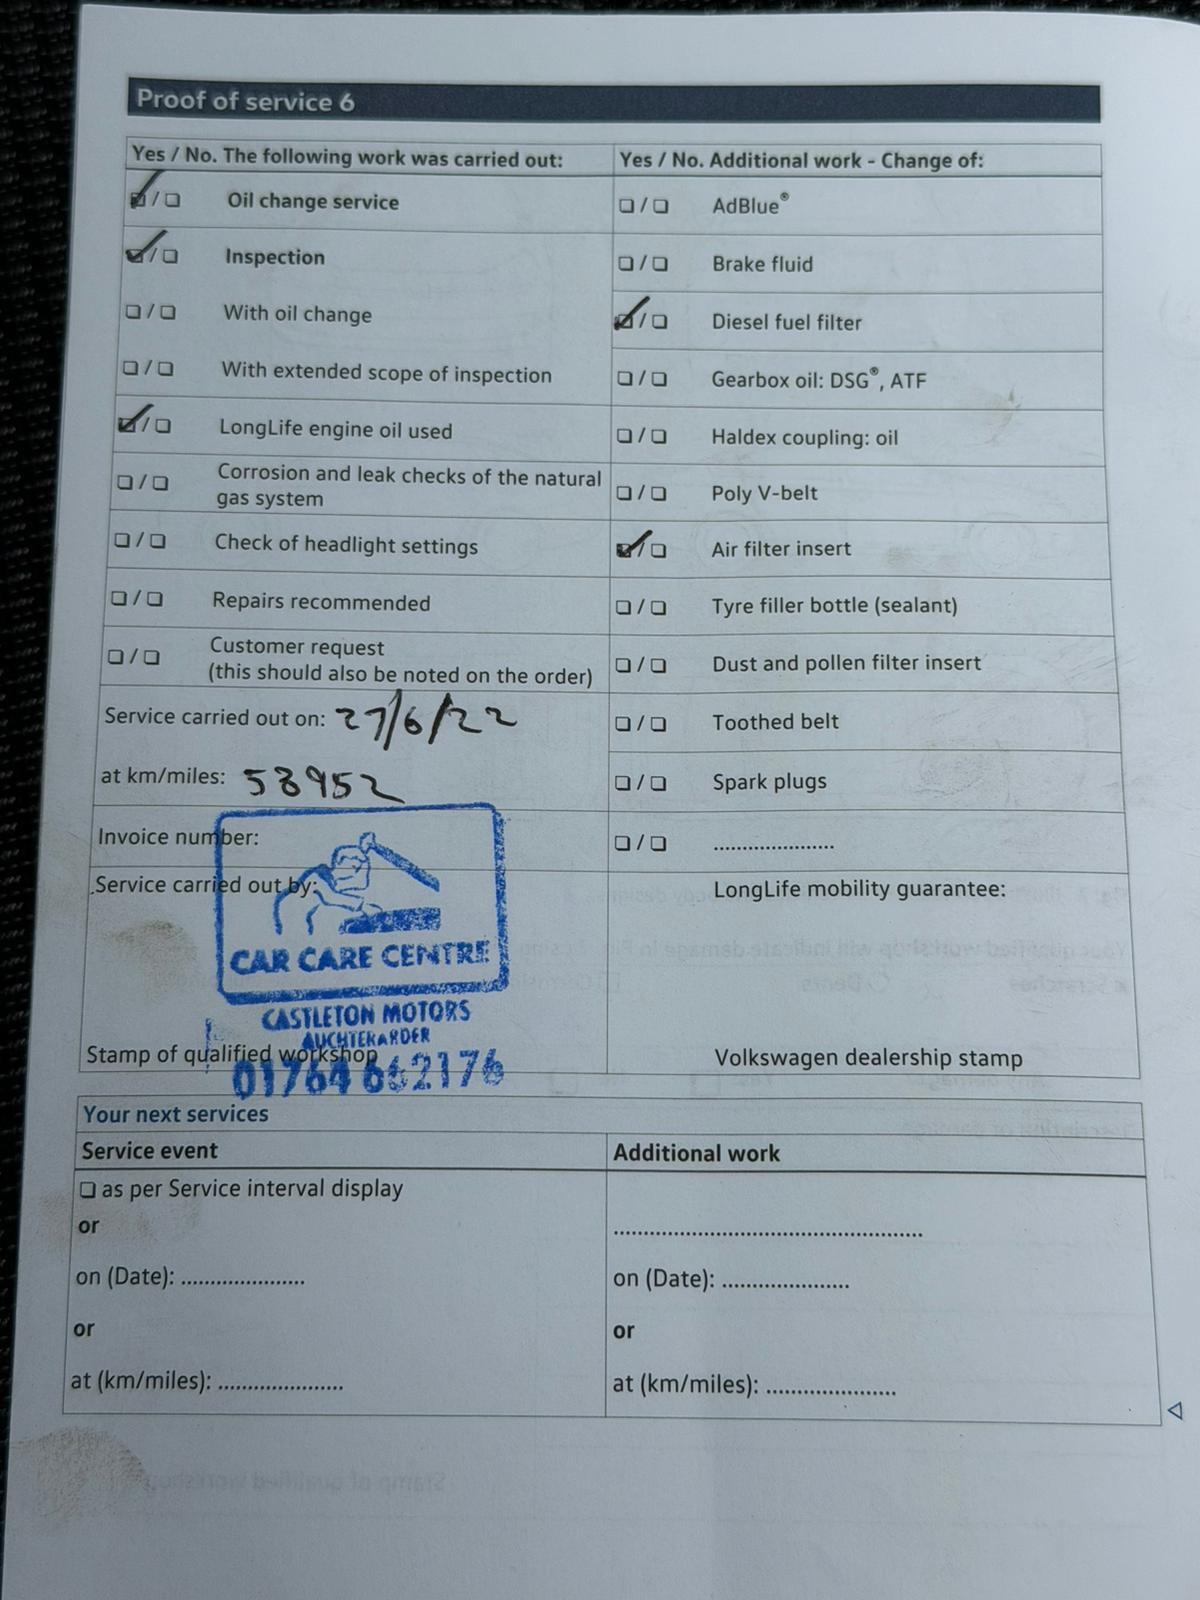 Proof of service 6
Yes / No. The following work was carried out:
❑ / ❑ Oil change service
❑ / ❑ Inspection
❑ / ❑ With oil change
❑ / ❑ With extended scope of inspection
❑ / ❑ LongLife engine oil used
❑ / ❑ Corrosion and leak checks of the natural
gas system
❑ / ❑ Check of headlight settings
❑ / ❑ Repairs recommended
❑ / ❑ Customer request
(this should also be noted on the order)
Service carried out on: 27/6/22
at km/miles: 58952
Invoice number:
Service carried out by:
CAR CARE CENTRE
CASTLETON MOTORS
AUCHTERARDER
Stamp of qualified workshop
01764 662176
Yes / No. Additional work - Change of:
❑ / ❑ AdBlue®
❑ / ❑ Brake fluid
❑ / ❑ Diesel fuel filter
❑ / ❑ Gearbox oil: DSG®, ATF
❑ / ❑ Haldex coupling: oil
❑ / ❑ Poly V-belt
❑ / ❑ Air filter insert
❑ / ❑ Tyre filler bottle (sealant)
❑ / ❑ Dust and pollen filter insert
❑ / ❑ Toothed belt
❑ / ❑ Spark plugs
❑ / ❑ .....................
LongLife mobility guarantee:
Volkswagen dealership stamp
Your next services
Service event
❑ as per Service interval display
or
on (Date): .....................
or
at (km/miles): .....................
Additional work
.....................................................
on (Date): .....................
or
at (km/miles): .....................